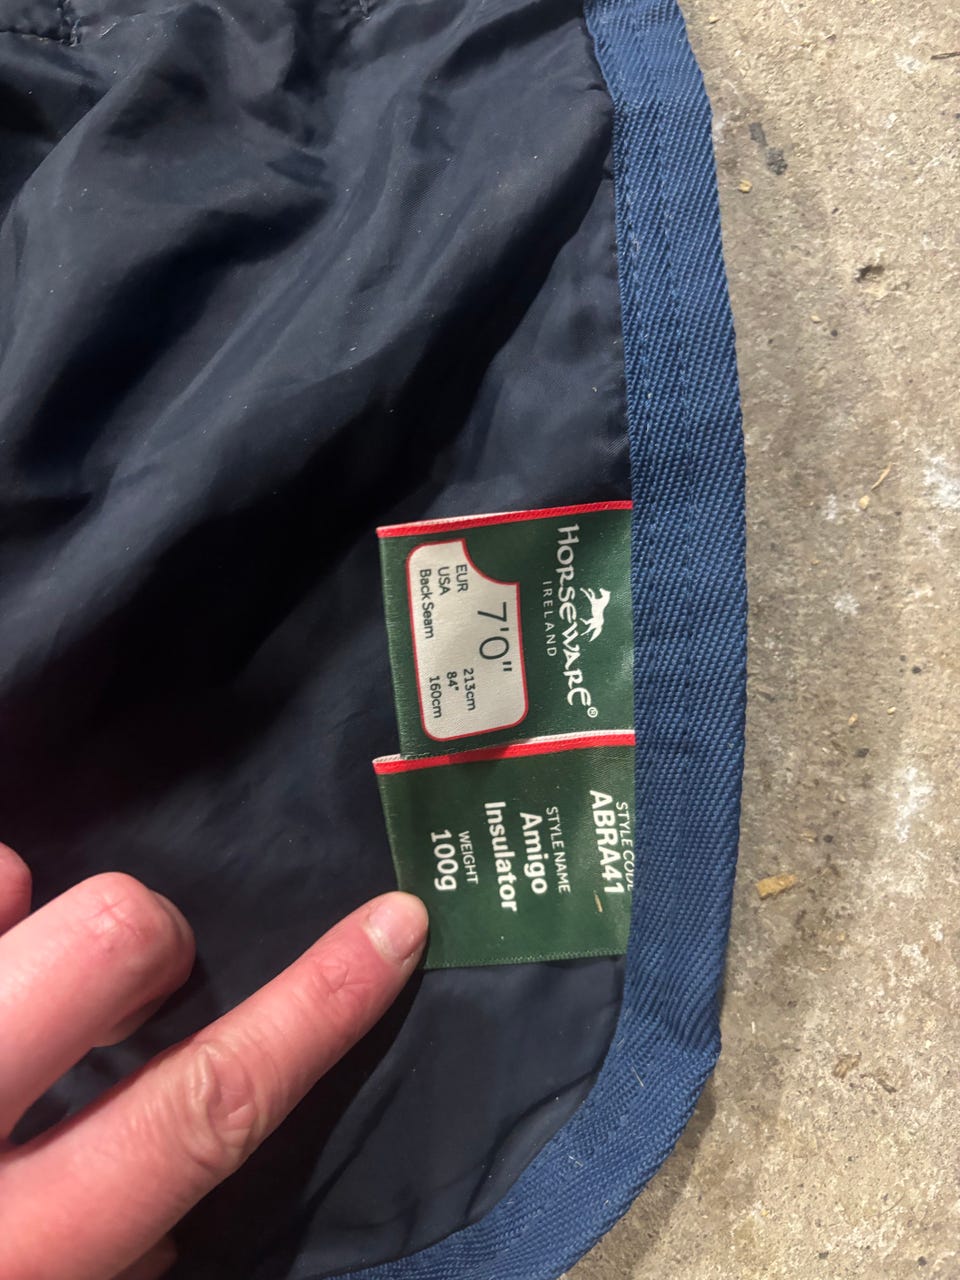 HORSEWARE®
IRELAND
7'0"
EUR 213cm
USA 84"
Back Seam 160cm
STYLE CODE
ABRA41
STYLE NAME
Amigo
Insulator
WEIGHT
100g